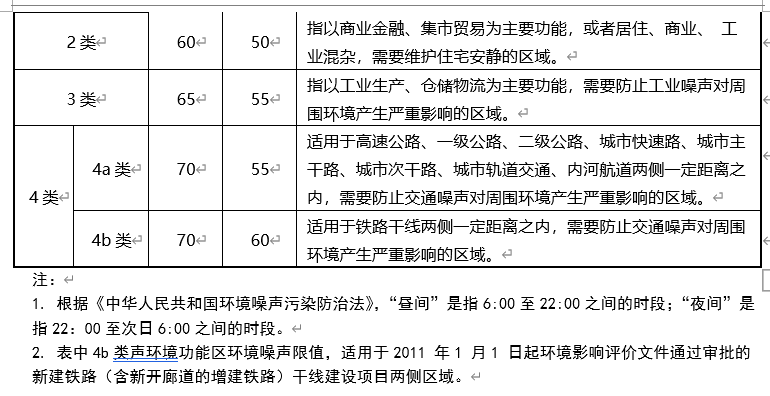 2 类 60 50 指以商业金融、集市贸易为主要功能，或者居住、商业、 工
业混杂，需要维护住宅安静的区域。
3 类 65 55 指以工业生产、仓储物流为主要功能，需要防止工业噪声对周
围环境产生严重影响的区域。
4 类 4a 类 70 55 适用于高速公路、一级公路、二级公路、城市快速路、城市主
干路、城市次干路、城市轨道交通、内河航道两侧一定距离之
内，需要防止交通噪声对周围环境产生严重影响的区域。
4b 类 70 60 适用于铁路干线两侧一定距离之内，需要防止交通噪声对周围
环境产生严重影响的区域。
注：
1. 根据《中华人民共和国环境噪声污染防治法》，“昼间”是指 6:00 至 22:00 之间的时段；“夜间”是
指 22：00 至次日 6:00 之间的时段。
2. 表中 4b 类声环境功能区环境噪声限值，适用于 2011 年 1 月 1 日起环境影响评价文件通过审批的
新建铁路（含新开廊道的增建铁路）干线建设项目两侧区域。